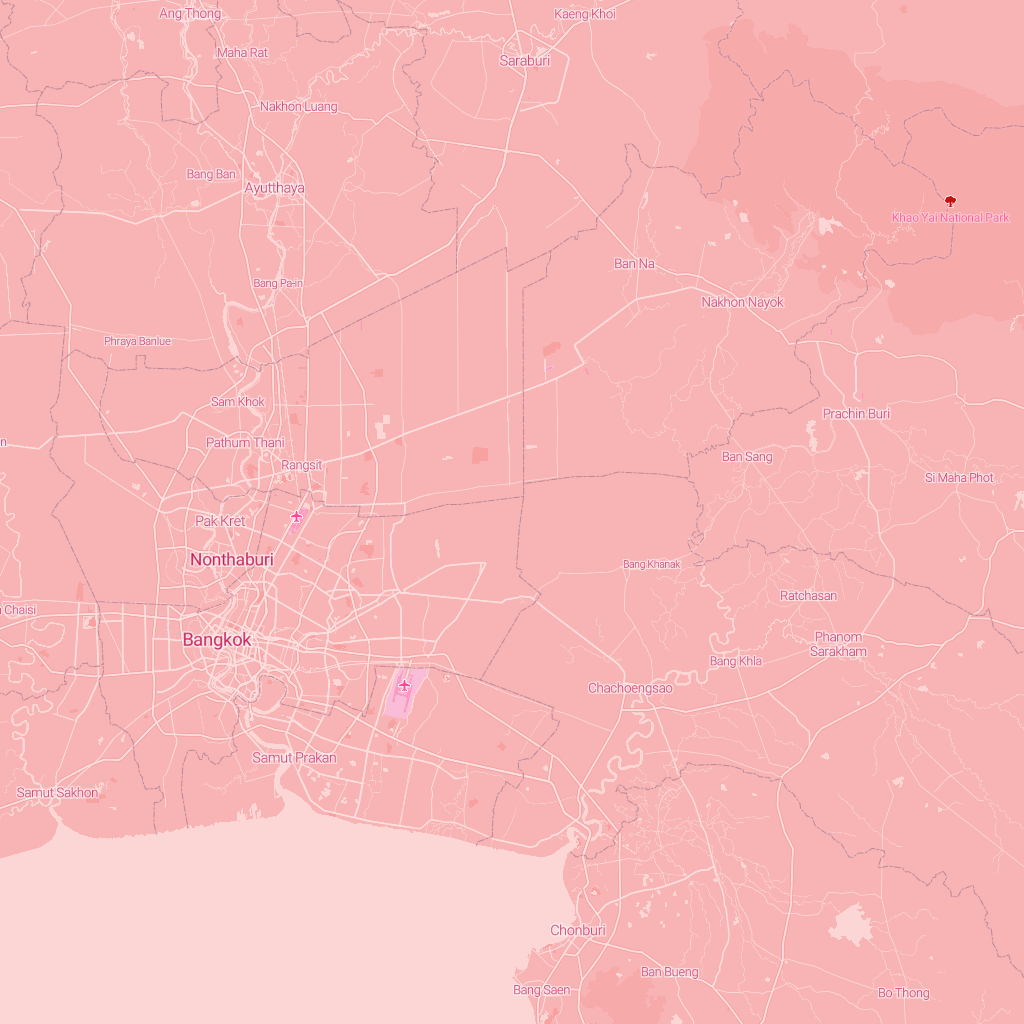 Ang Thong
Kaeng Khoi
Maha Rat
Saraburi
Nakhon Luang
Bang Ban
Ayutthaya
Khao Yai National Park
Ban Na
Bang Pa-in
Nakhon Nayok
Phraya Banlue
Sam Khok
Prachin Buri
Pathum Thani
Ban Sang
Rangsit
Si Maha Phot
Pak Kret
Nonthaburi
Bang Khanak
Ratchasan
Chaisi
Bangkok
Phanom
Sarakham
Bang Khla
Chachoengsao
Samut Prakan
Samut Sakhon
Chonburi
Ban Bueng
Bang Saen
Bo Thong